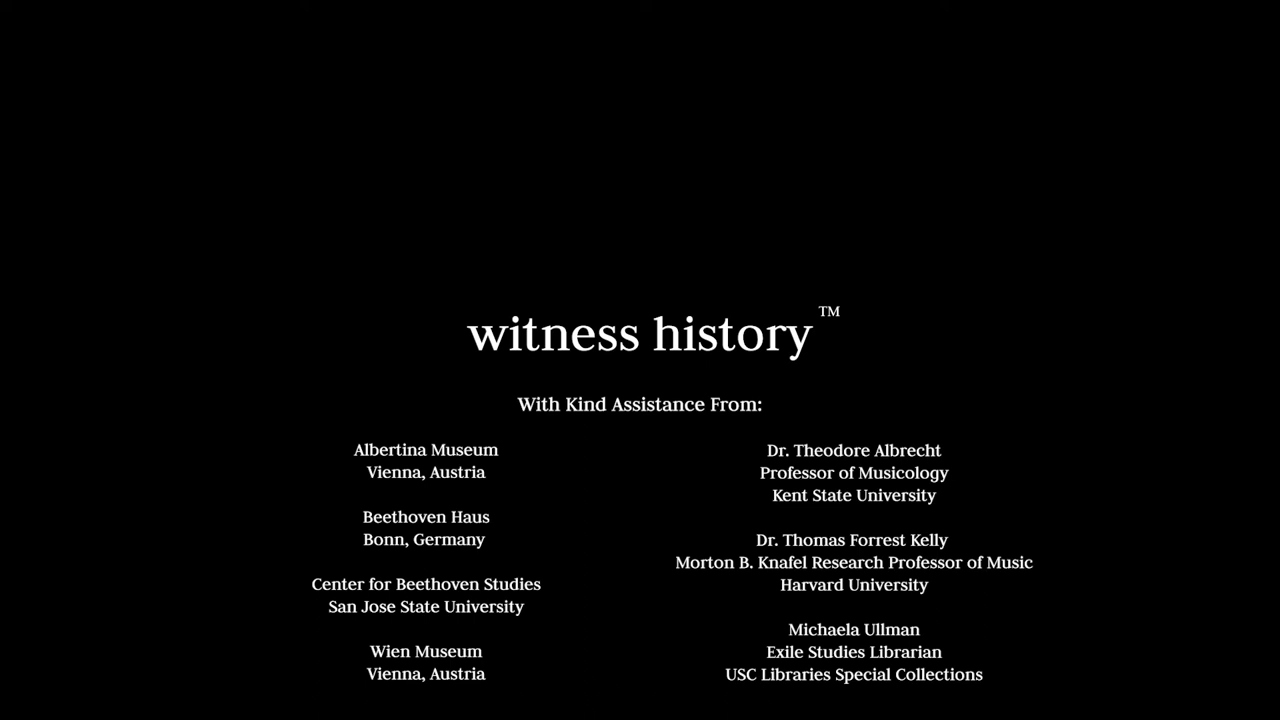 witness history™
With Kind Assistance From:
Albertina Museum
Vienna, Austria
Beethoven Haus
Bonn, Germany
Center for Beethoven Studies
San Jose State University
Wien Museum
Vienna, Austria
Dr. Theodore Albrecht
Professor of Musicology
Kent State University
Dr. Thomas Forrest Kelly
Morton B. Knafel Research Professor of Music
Harvard University
Michaela Ullman
Exile Studies Librarian
USC Libraries Special Collections